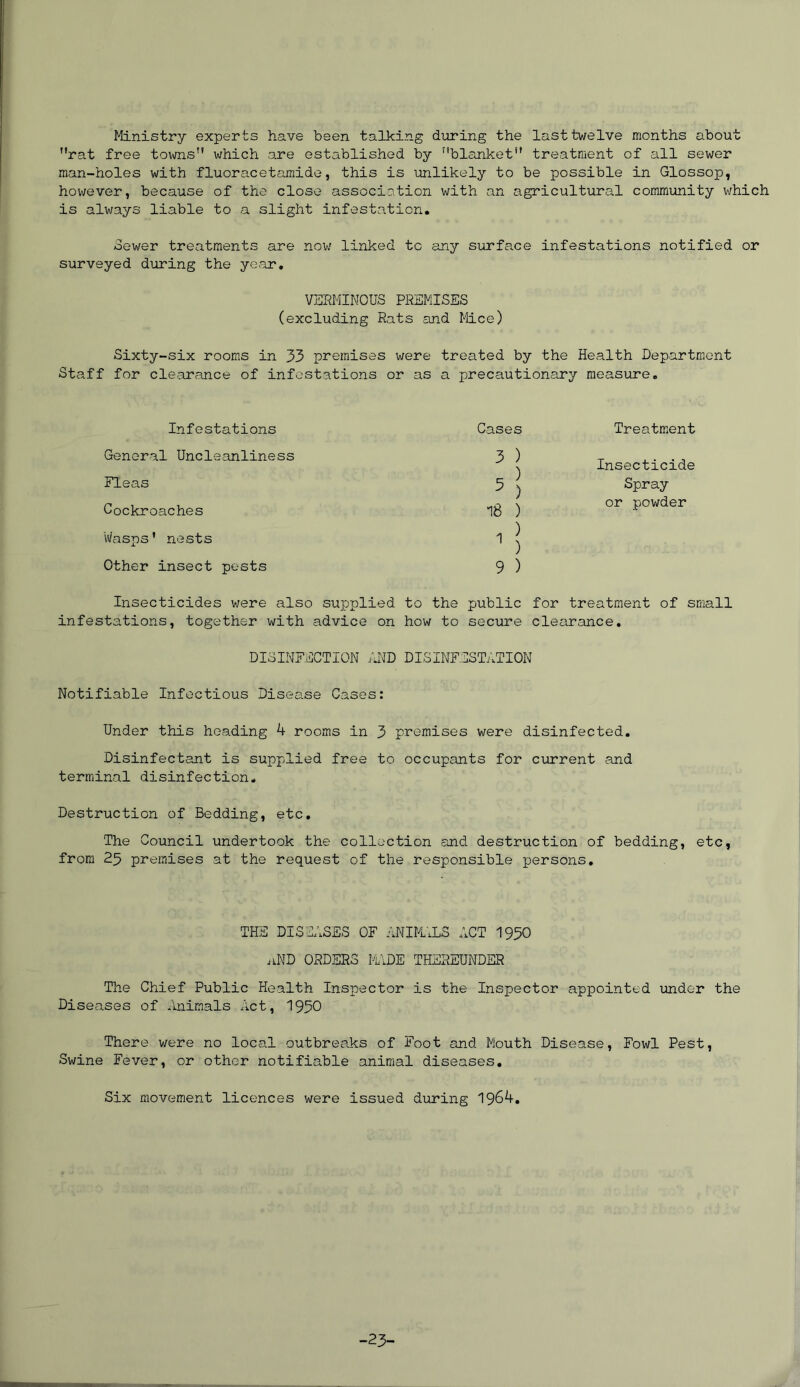 Ministry experts have been talking during the last twelve months about
"rat free towns" which are established by "blanket" treatment of all sewer
man-holes with fluoracetamide, this is unlikely to be possible in Glossop,
however, because of the close association with an agricultural community which
is always liable to a slight infestation.
Sewer treatments are now linked to any surface infestations notified or
surveyed during the year.
VERMINOUS PREMISES
(excluding Rats and Mice)
Sixty-six rooms in 33 premises were treated by the Health Department
Staff for clearance of infestations or as a precautionary measure.
Infestations Cases Treatment
General Uncleanliness 3 )
) Insecticide
Fleas 5 ) Spray
Cockroaches 18 ) or powder
)
Wasps' nests 1 )
Other insect pests 9 )
Insecticides were also supplied to the public for treatment of small
infestations, together with advice on how to secure clearance.
DISINFECTION AND DISINFESTATION
Notifiable Infectious Disease Cases:
Under this heading 4 rooms in 3 premises were disinfected.
Disinfectant is supplied free to occupants for current and
terminal disinfection.
Destruction of Bedding, etc.
The Council undertook the collection and destruction of bedding, etc,
from 25 premises at the request of the responsible persons.
THE DISEASES OF ANIMALS ACT 1950
AND ORDERS MADE THEREUNDER
The Chief Public Health Inspector is the Inspector appointed under the
Diseases of Animals Act, 1950
There were no local outbreaks of Foot and Mouth Disease, Fowl Pest,
Swine Fever, or other notifiable animal diseases.
Six movement licences were issued during 1964.
-23-